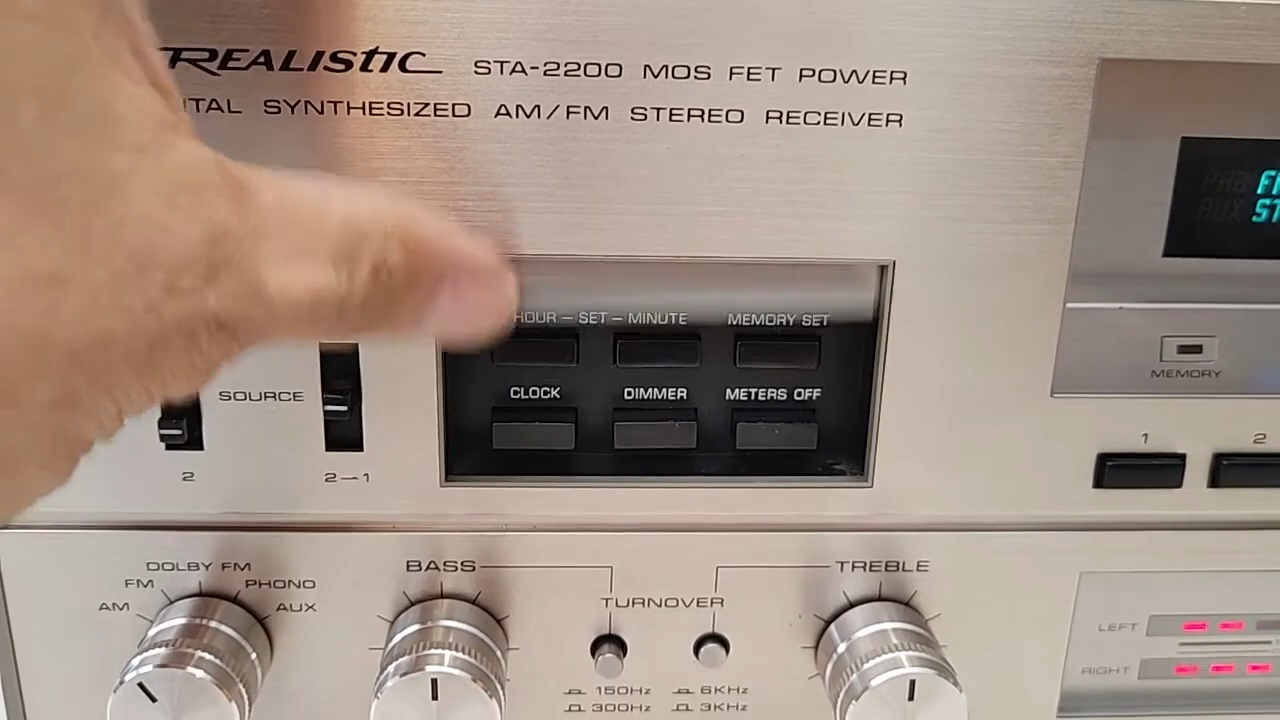 REALISTIC STA-2200 MOS FET POWER
ITAL SYNTHESIZED AM/FM STEREO RECEIVER
HOUR – SET – MINUTE MEMORY SET
CLOCK DIMMER METERS OFF
SOURCE
2 2–1
AUX
MEMORY
1 2
DOLBY FM
FM PHONO
AM AUX
BASS TREBLE
TURNOVER
150Hz 6KHz
300Hz 3KHz
LEFT
RIGHT